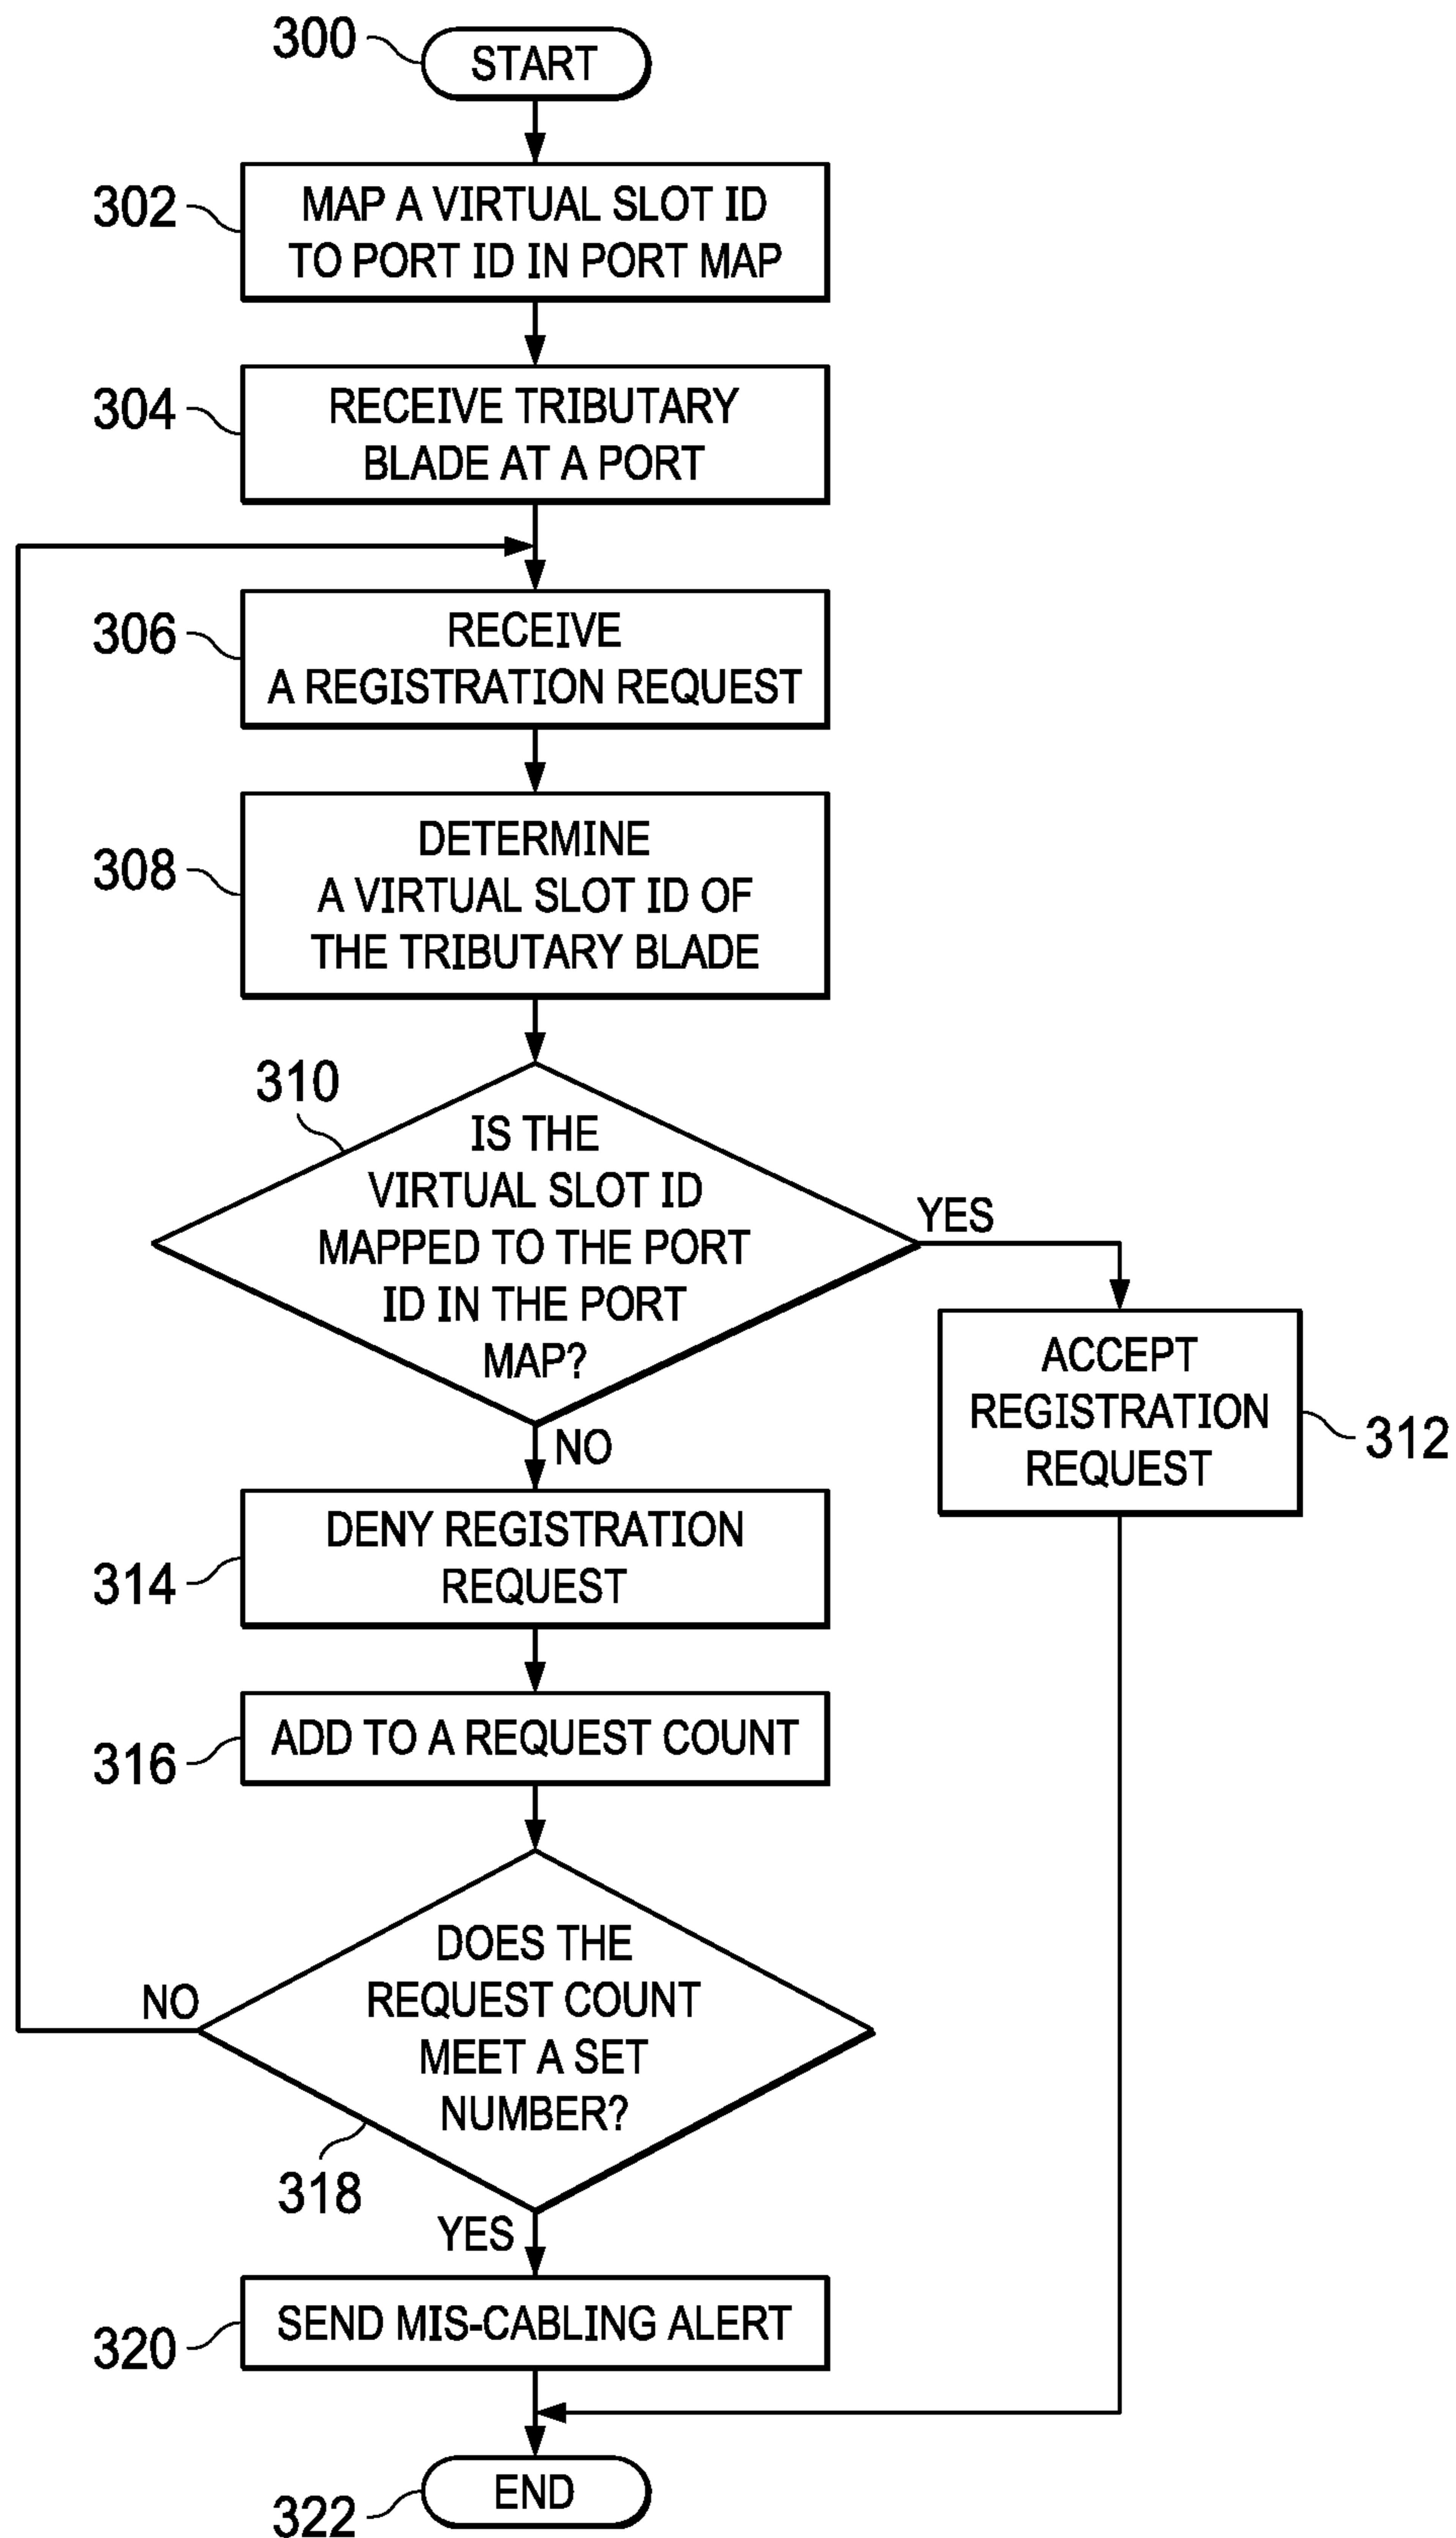 300
START
302
MAP A VIRTUAL SLOT ID
TO PORT ID IN PORT MAP
304
RECEIVE TRIBUTARY
BLADE AT A PORT
306
RECEIVE
A REGISTRATION REQUEST
308
DETERMINE
A VIRTUAL SLOT ID OF
THE TRIBUTARY BLADE
310
IS THE
VIRTUAL SLOT ID
MAPPED TO THE PORT
ID IN THE PORT
MAP?
YES
ACCEPT
REGISTRATION
REQUEST
312
NO
314
DENY REGISTRATION
REQUEST
316
ADD TO A REQUEST COUNT
DOES THE
REQUEST COUNT
MEET A SET
NUMBER?
NO
318
YES
320
SEND MIS-CABLING ALERT
322
END